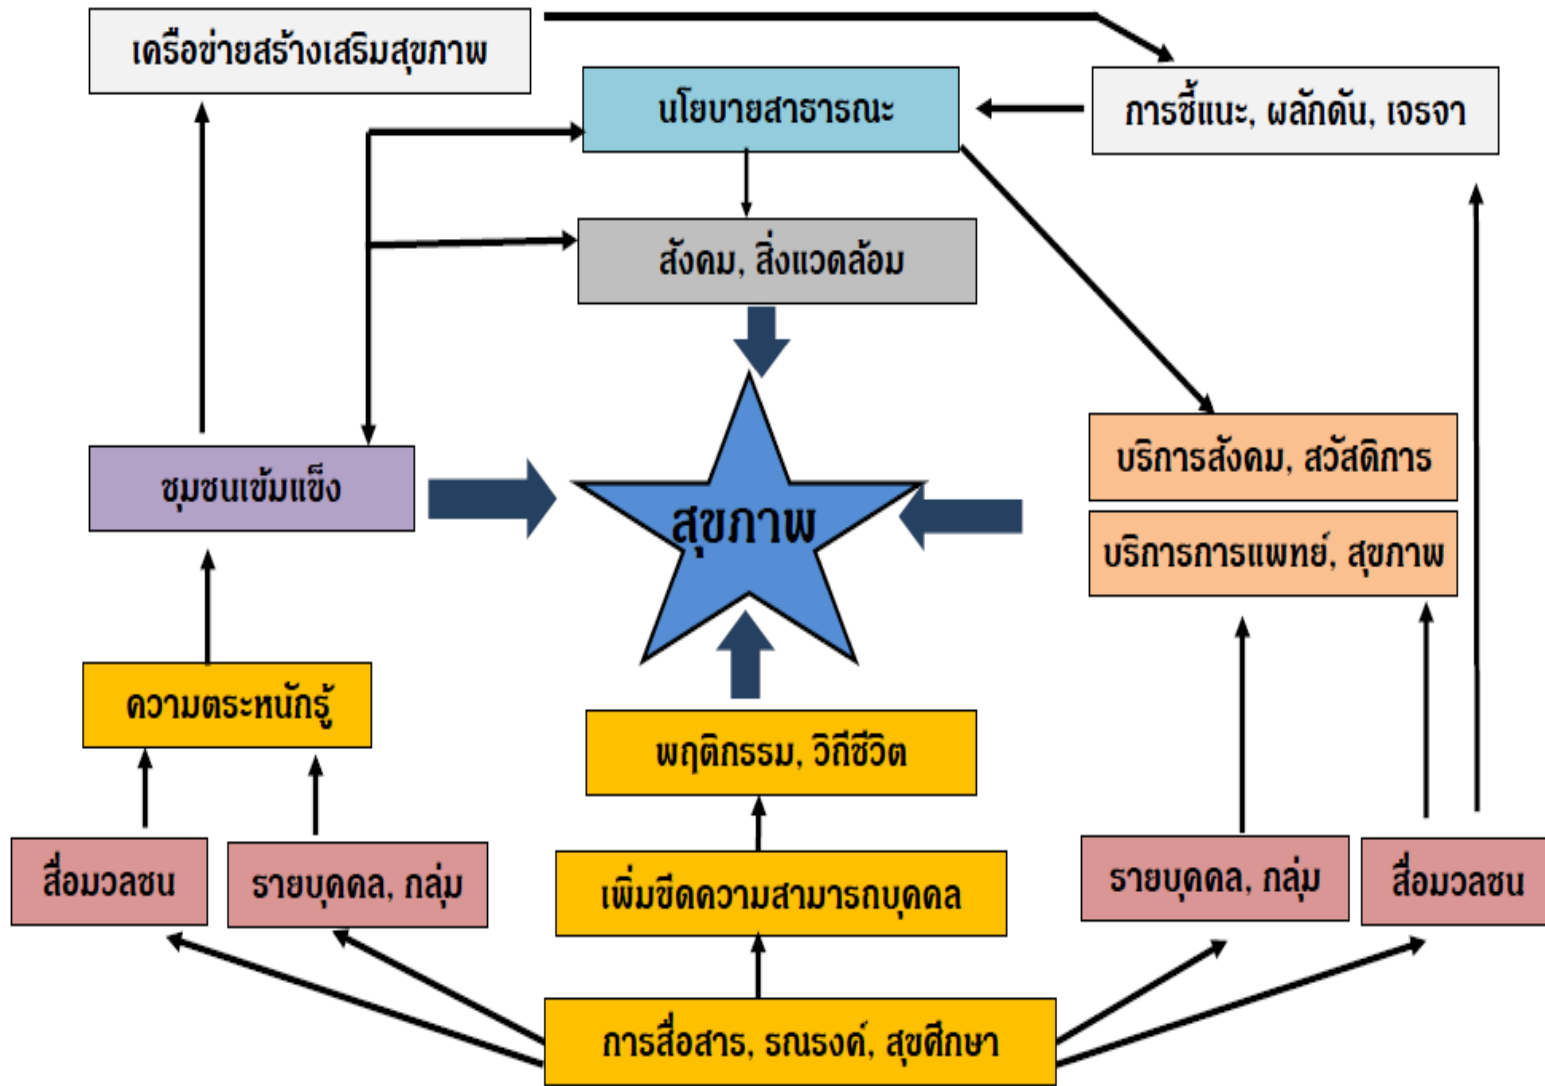 เครือข่ายสร้างเสริมสุขภาพ
นโยบายสาธารณะ
การชี้แนะ, ผลักดัน, เจรจา
สังคม, สิ่งแวดล้อม
ชุมชนเข้มแข็ง
สุขภาพ
บริการสังคม, สวัสดิการ
บริการการแพทย์, สุขภาพ
ความตระหนักรู้
พฤติกรรม, วิถีชีวิต
สื่อมวลชน
รายบุคคล, กลุ่ม
เพิ่มขีดความสามารถบุคคล
รายบุคคล, กลุ่ม
สื่อมวลชน
การสื่อสาร, รณรงค์, สุขศึกษา